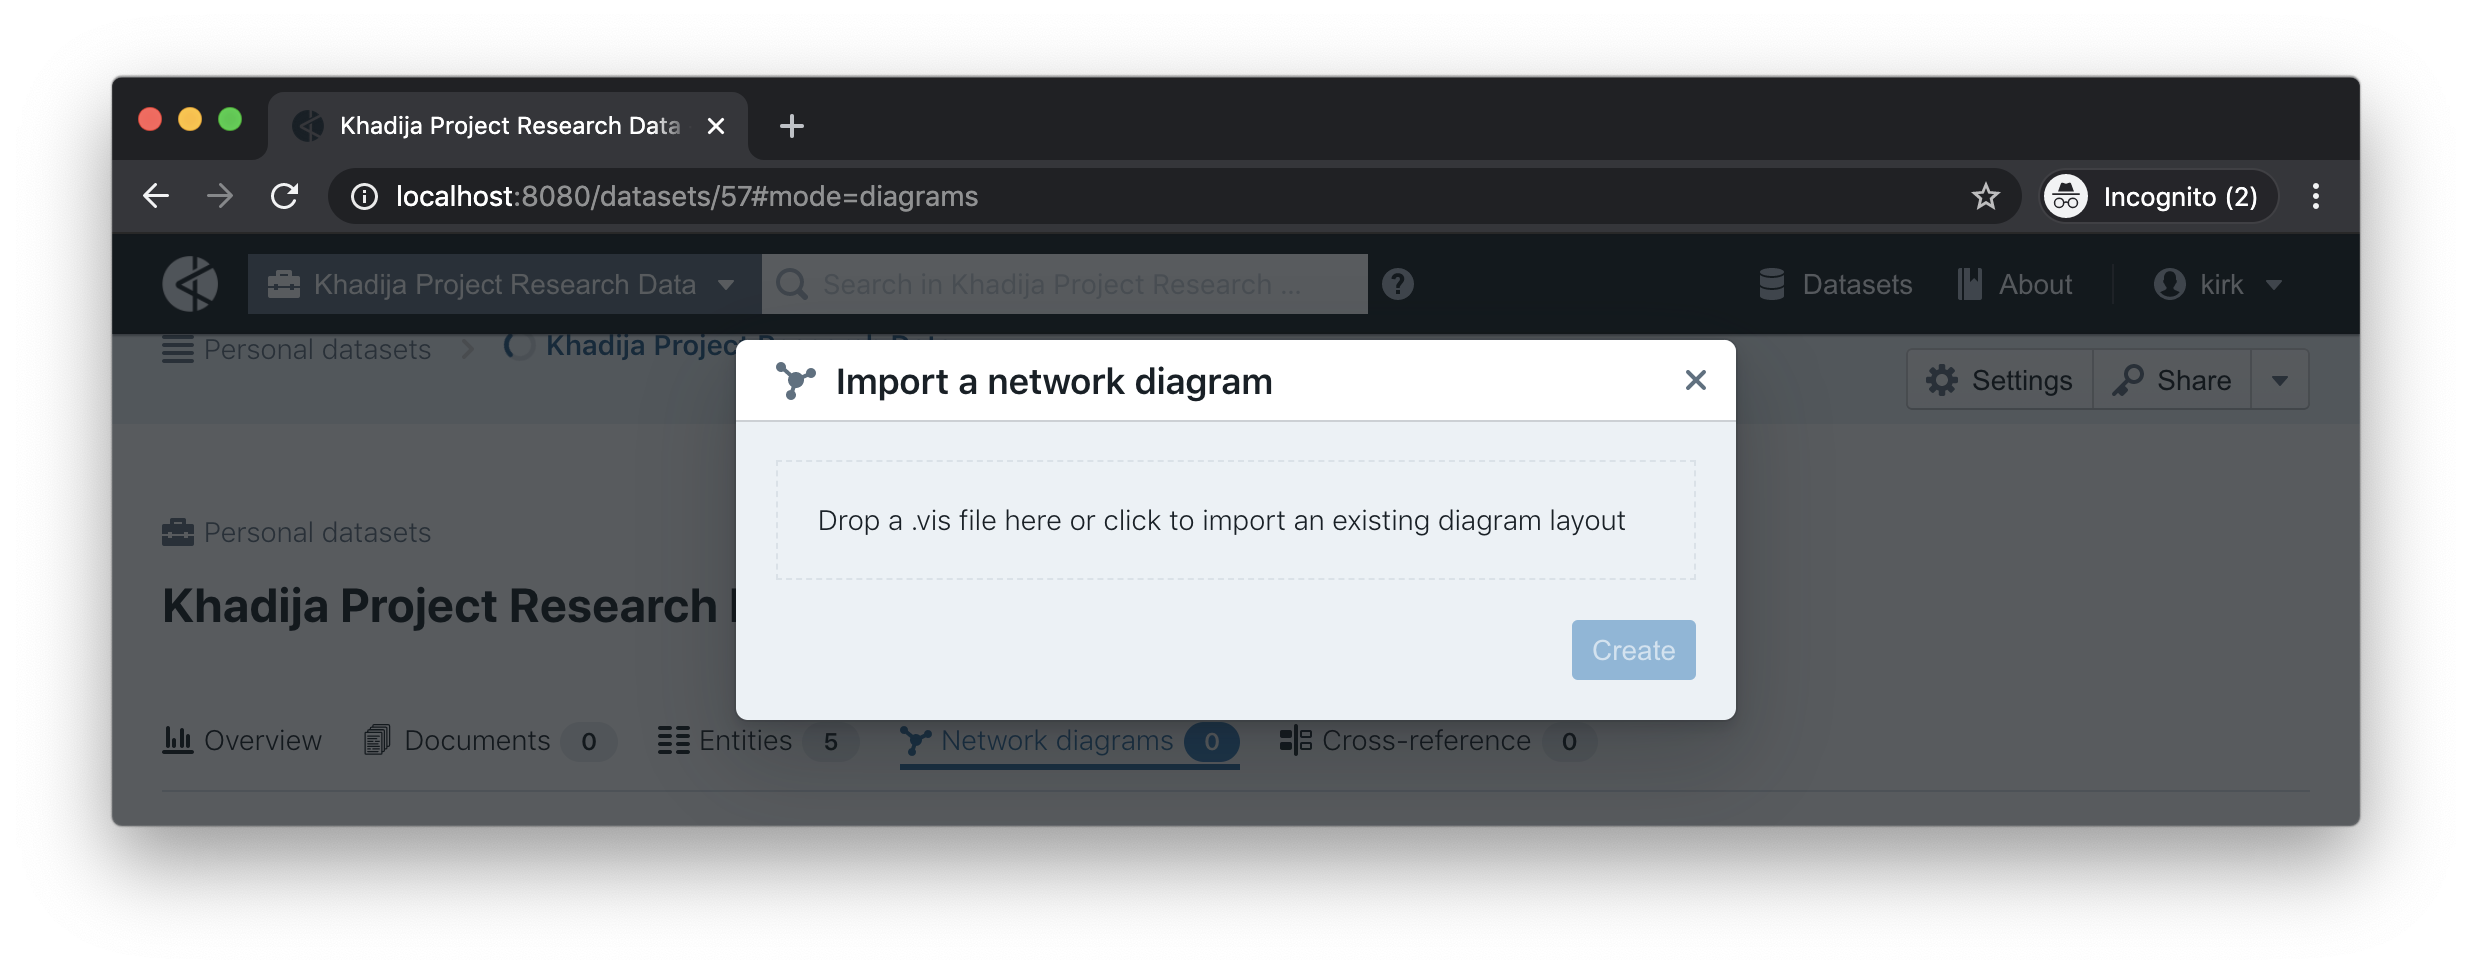 Khadija Project Research Data
localhost:8080/datasets/57#mode=diagrams
Incognito (2)
Khadija Project Research Data
Search in Khadija Project Research ...
?
Datasets
About
kirk
Personal datasets
Khadija Project
Settings
Share
Import a network diagram
Drop a .vis file here or click to import an existing diagram layout
Create
Personal datasets
Khadija Project Research
Overview
Documents 0
Entities 5
Network diagrams 0
Cross-reference 0